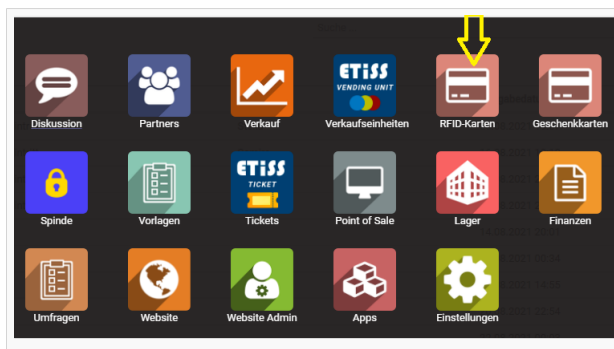 ETISS
VENDING UNIT
Diskussion
Partners
Verkauf
Verkaufseinheiten
RFID-Karten
Geschenkkarten
ETISS
TICKET
Spinde
Vorlagen
Tickets
Point of Sale
Lager
Finanzen
Umfragen
Website
Website Admin
Apps
Einstellungen